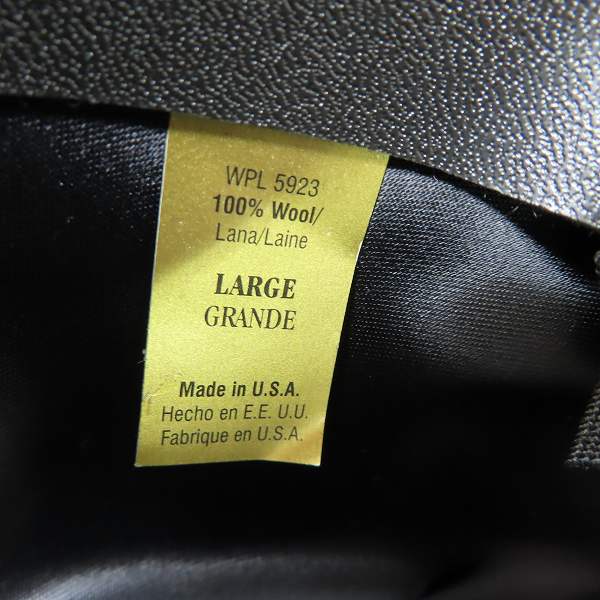 WPL 5923
100% Wool/
Lana/Laine
LARGE
GRANDE
Made in U.S.A.
Hecho en E.E. U.U.
Fabrique en U.S.A.